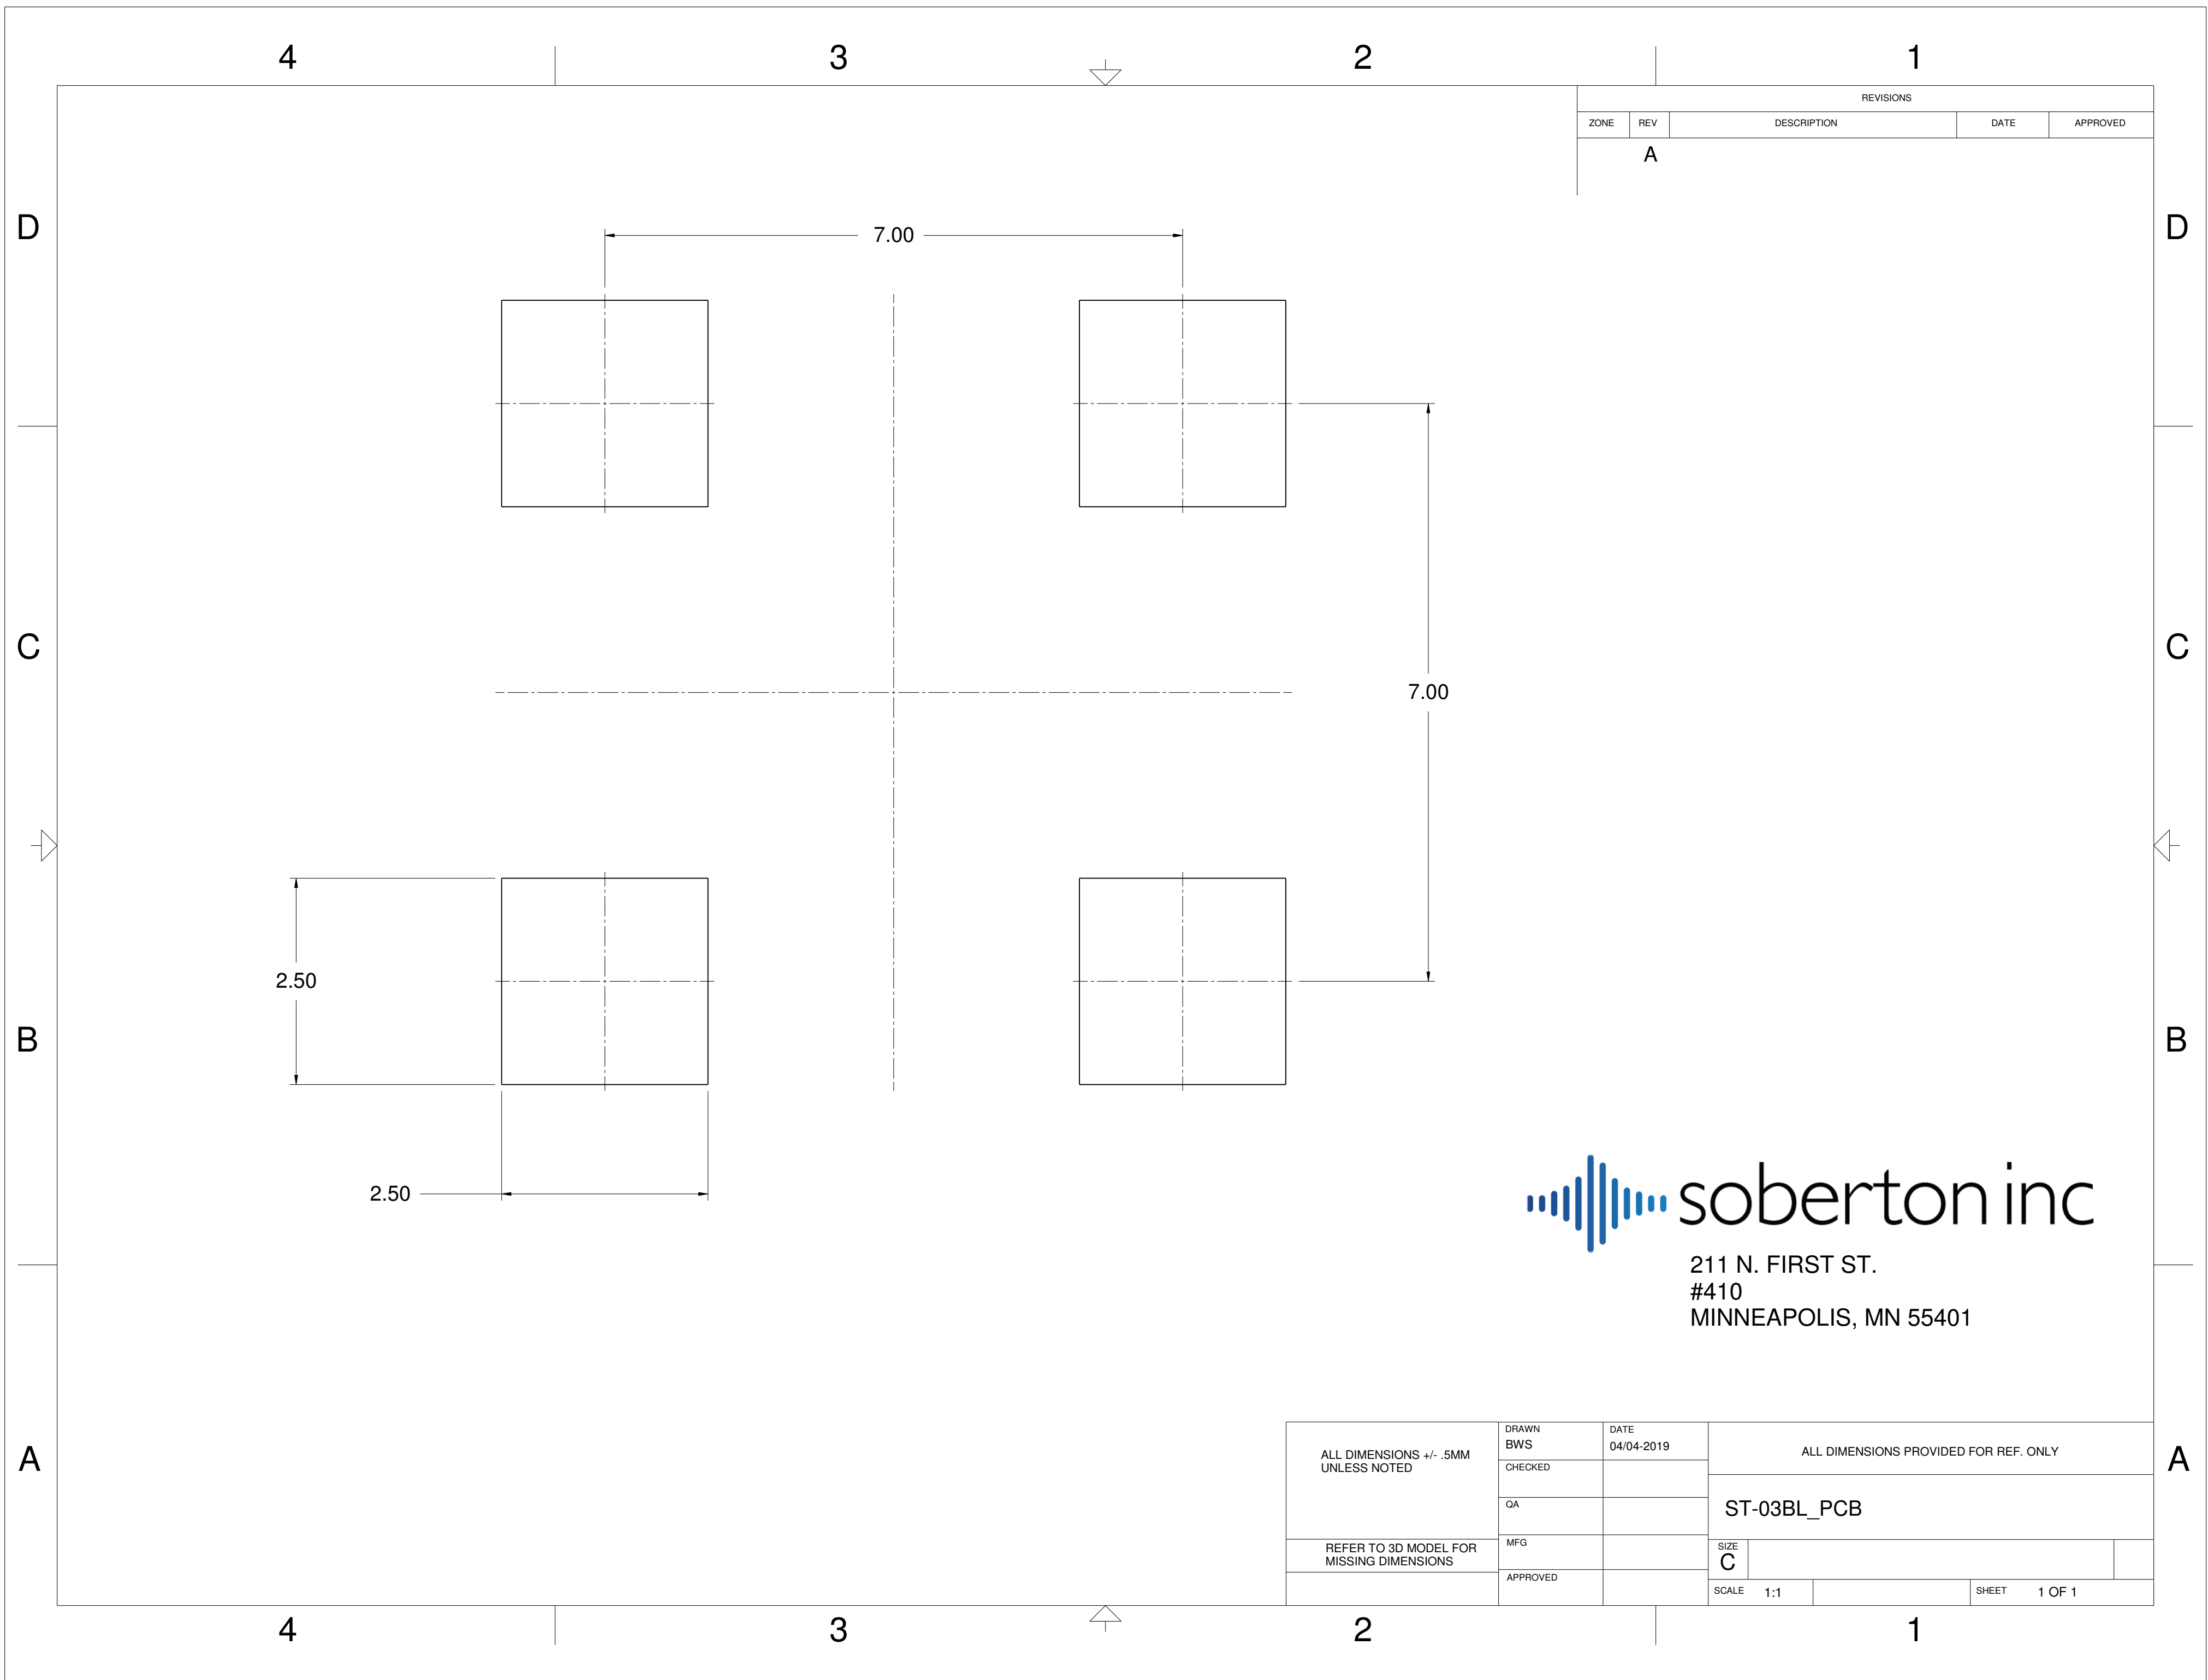 4 3 2 1
REVISIONS
ZONE REV DESCRIPTION DATE APPROVED
A
D D
7.00
C C
7.00
2.50
B B
2.50
soberton inc
211 N. FIRST ST.
#410
MINNEAPOLIS, MN 55401
A A
ALL DIMENSIONS +/- .5MM
UNLESS NOTED
REFER TO 3D MODEL FOR
MISSING DIMENSIONS
DRAWN DATE
BWS 04/04-2019
CHECKED
QA
MFG
APPROVED
ALL DIMENSIONS PROVIDED FOR REF. ONLY
ST-03BL_PCB
SIZE
C
SCALE 1:1 SHEET 1 OF 1
4 3 2 1